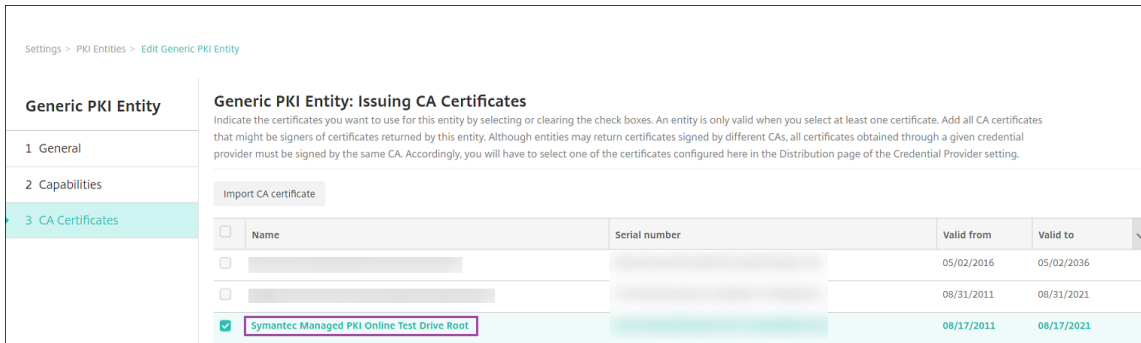 Settings > PKI Entities > Edit Generic PKI Entity
Generic PKI Entity
1 General
2 Capabilities
3 CA Certificates
Generic PKI Entity: Issuing CA Certificates
Indicate the certificates you want to use for this entity by selecting or clearing the check boxes. An entity is only valid when you select at least one certificate. Add all CA certificates
that might be signers of certificates returned by this entity. Although entities may return certificates signed by different CAs, all certificates obtained through a given credential
provider must be signed by the same CA. Accordingly, you will have to select one of the certificates configured here in the Distribution page of the Credential Provider setting.
Import CA certificate
Name Serial number Valid from Valid to
05/02/2016 05/02/2036
08/31/2011 08/31/2021
Symantec Managed PKI Online Test Drive Root 08/17/2011 08/17/2021